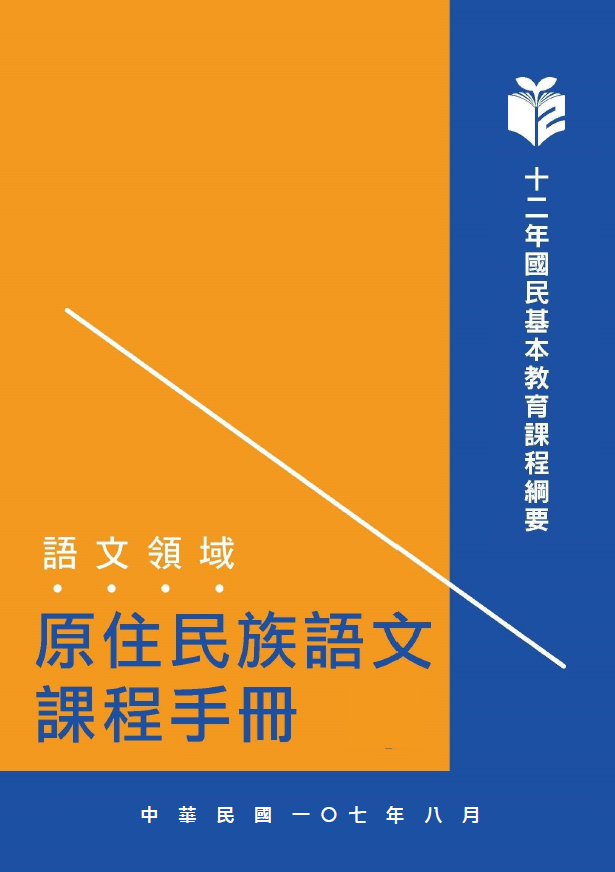 十二年國民基本教育課程綱要
語文領域
原住民族語文
課程手冊
中華民國一〇七年八月